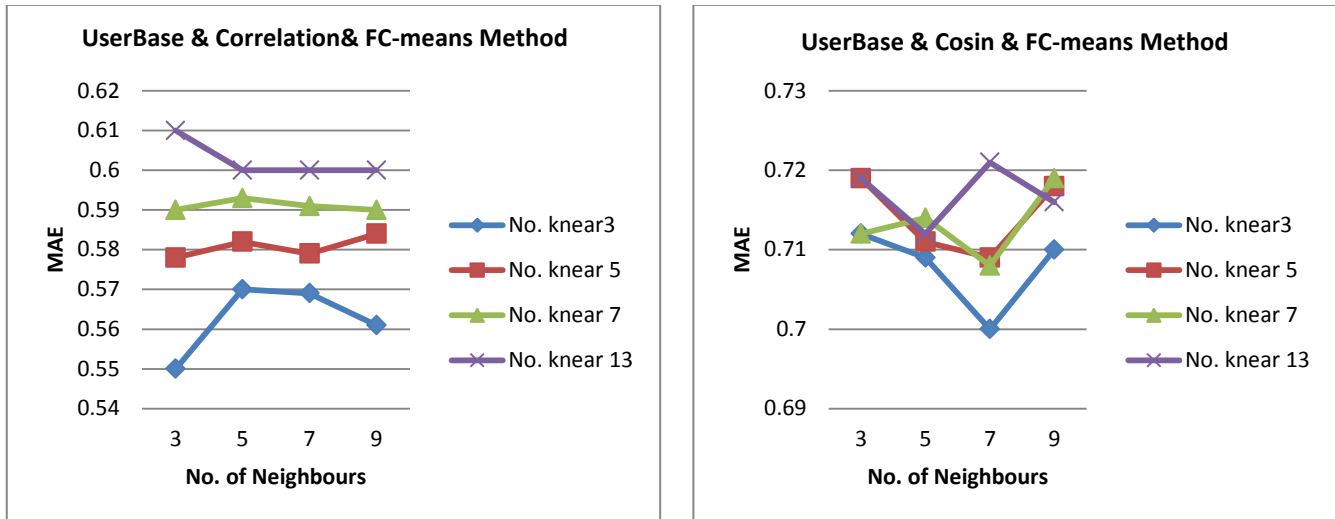 UserBase & Correlation& FC-means Method
0.62
0.61
0.6
0.59
0.58
0.57
0.56
0.55
0.54
MAE
3 5 7 9
No. of Neighbours
No. knear3
No. knear 5
No. knear 7
No. knear 13
UserBase & Cosin & FC-means Method
0.73
0.72
0.71
0.7
0.69
MAE
3 5 7 9
No. of Neighbours
No. knear3
No. knear 5
No. knear 7
No. knear 13